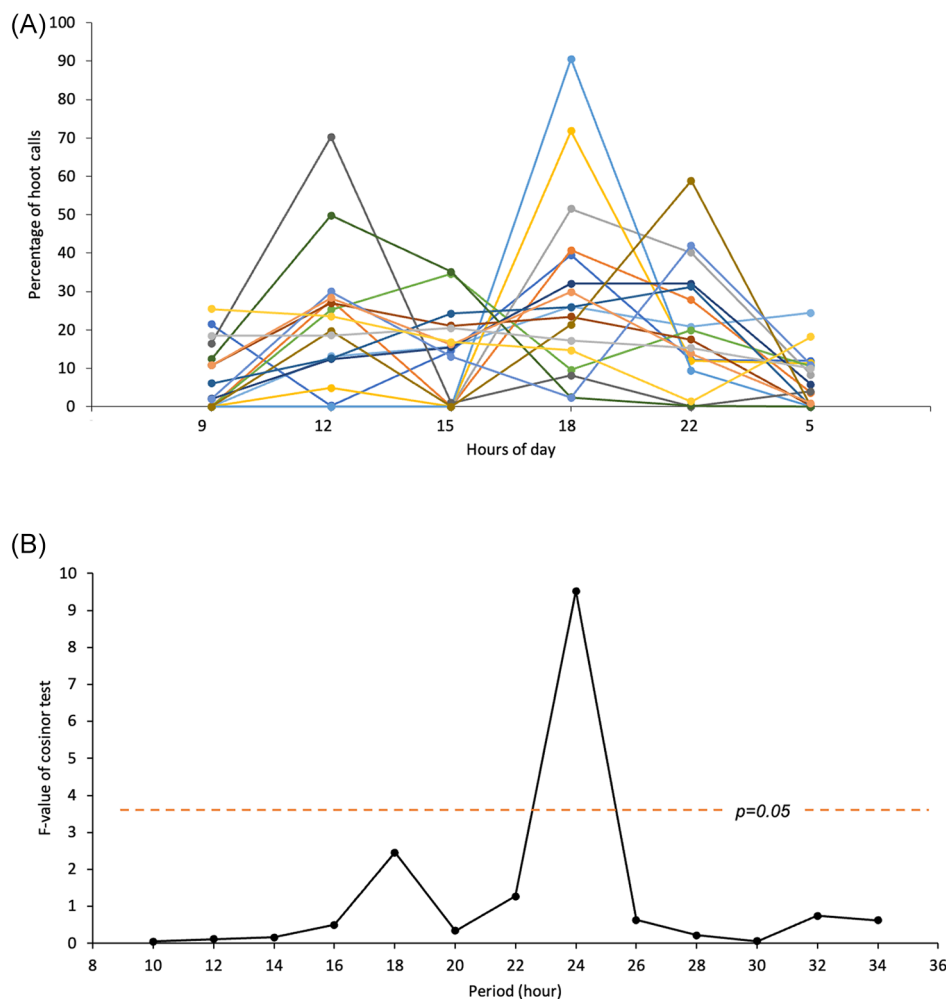 (A)
100
90
80
70
60
50
40
30
20
10
0
Percentage of hoot calls
9 12 15 18 22 5
Hours of day
(B)
10
9
8
7
6
5
4
3
2
1
0
F-value of cosinor test
p=0.05
8 10 12 14 16 18 20 22 24 26 28 30 32 34 36
Period (hour)